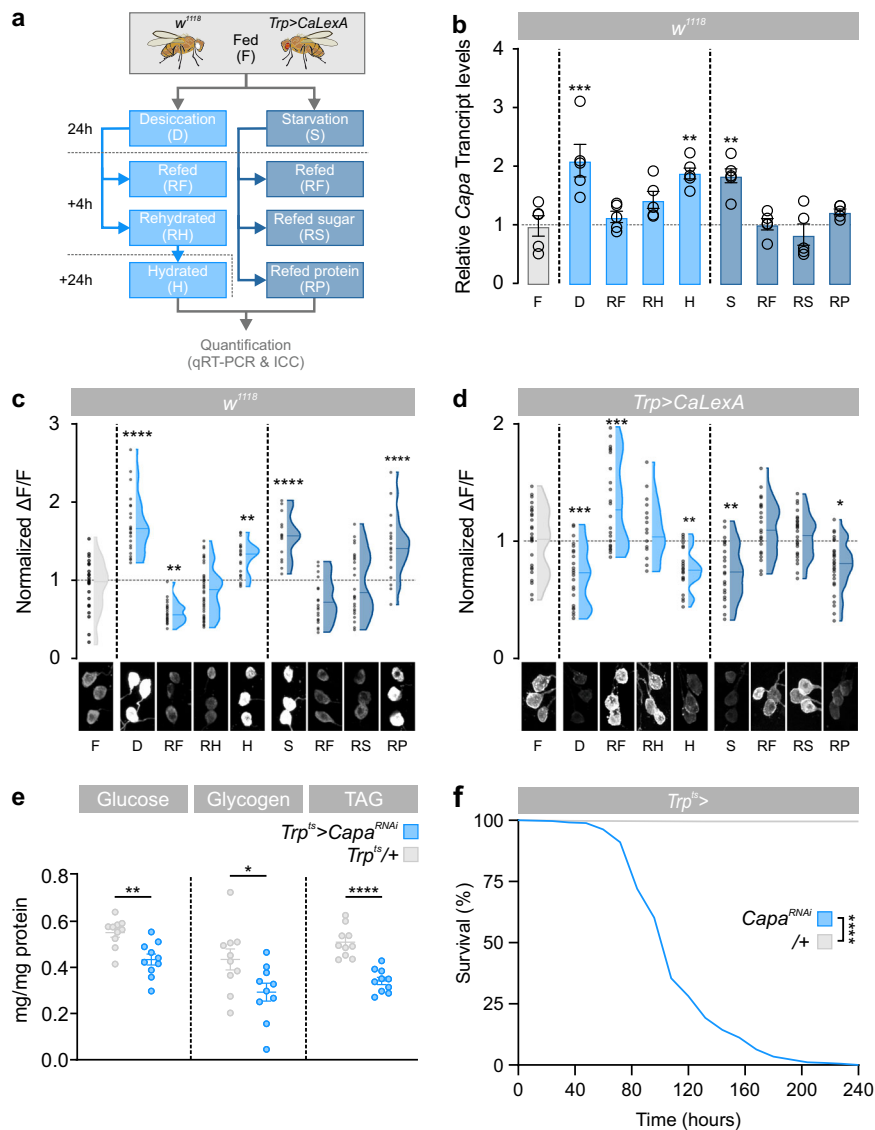 a
w1118
Trp>CaLexA
Fed
(F)
24h
Desiccation
(D)
Starvation
(S)
+4h
Refed
(RF)
Refed
(RF)
Rehydrated
(RH)
Refed sugar
(RS)
+24h
Hydrated
(H)
Refed protein
(RP)
Quantification
(qRT-PCR & ICC)
b
w1118
Relative Capa Trancript levels
4
3
2
1
0
***
**
**
F D RF RH H S RF RS RP
c
w1118
Normalized ΔF/F
3
2
1
0
****
**
**
****
****
F D RF RH H S RF RS RP
d
Trp>CaLexA
Normalized ΔF/F
2
1
0
***
***
**
**
*
F D RF RH H S RF RS RP
e
Glucose Glycogen TAG
Trpts>CapaRNAi
Trpts/+
mg/mg protein
0.8
0.6
0.4
0.2
0.0
**
*
****
f
Trpts>
Survival (%)
100
75
50
25
0
CapaRNAi
/+
****
0 40 80 120 160 200 240
Time (hours)